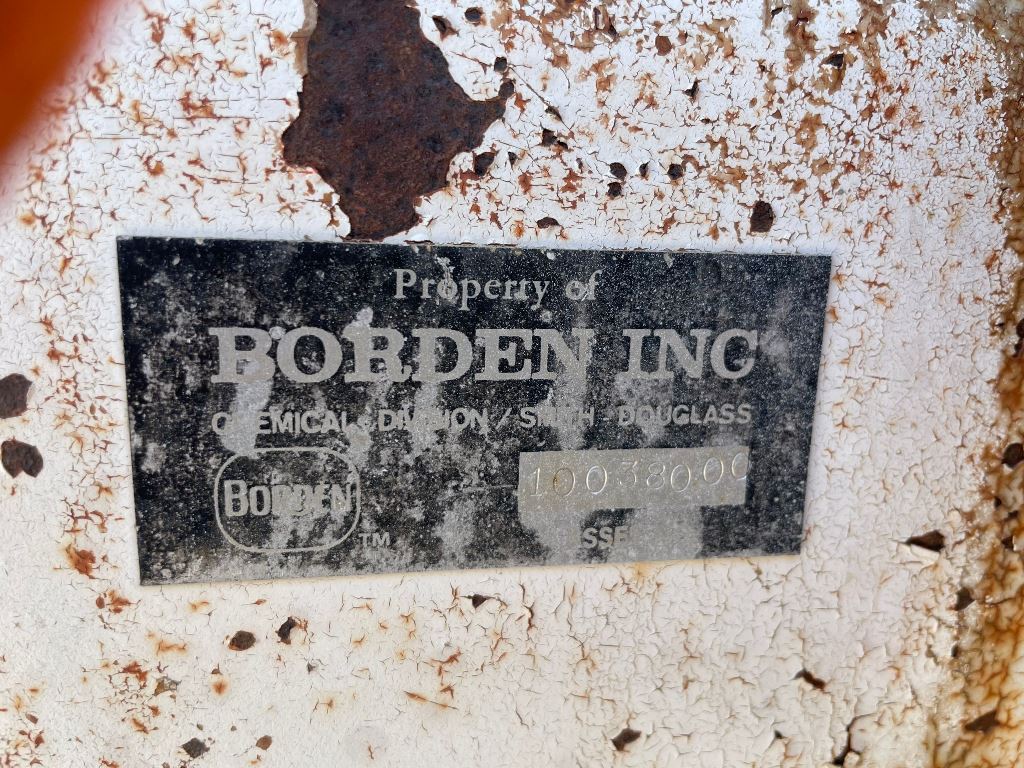 Property of
BORDEN INC
CHEMICAL DIVISION / SMITH - DOUGLASS
10038000
BORDEN
TM